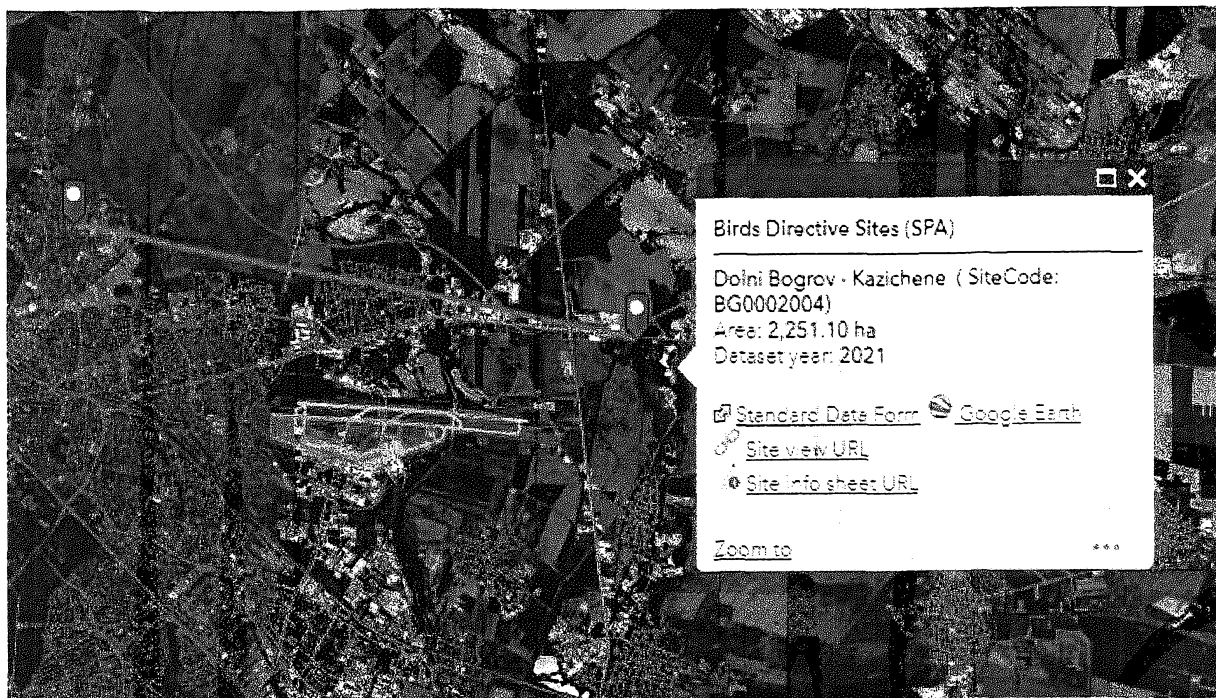 Birds Directive Sites (SPA)
Dolni Bogrov - Kazichene ( SiteCode:
BG0002004)
Area: 2,251.10 ha
Dataset year: 2021
Standard Data Form Google Earth
Site view URL
Site info sheet URL
Zoom to